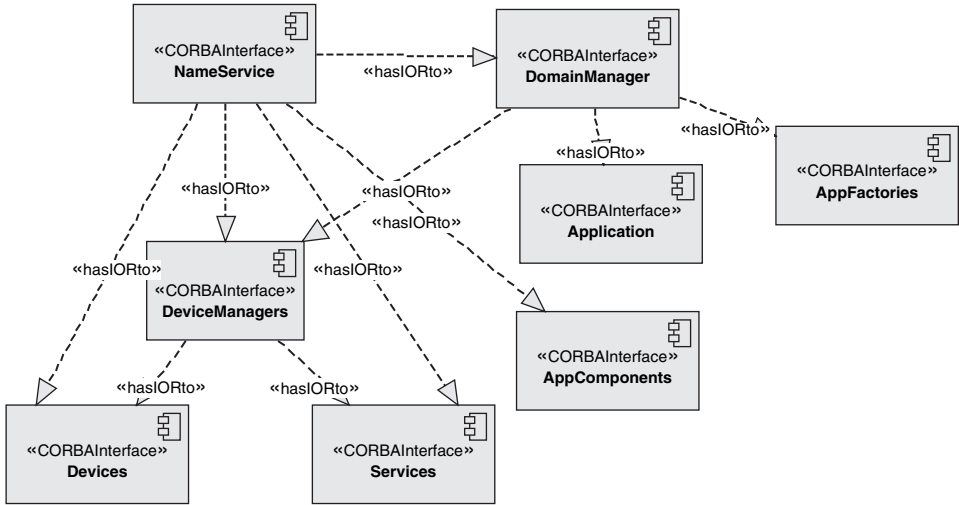 «CORBAInterface»
NameService
«hasIORto»
«CORBAInterface»
DomainManager
«hasIORto»
«hasIORto»
«CORBAInterface»
AppFactories
«hasIORto»
«hasIORto»
«hasIORto»
«CORBAInterface»
Application
«hasIORto»
«hasIORto»
«CORBAInterface»
DeviceManagers
«CORBAInterface»
AppComponents
«hasIORto»
«hasIORto»
«CORBAInterface»
Devices
«CORBAInterface»
Services